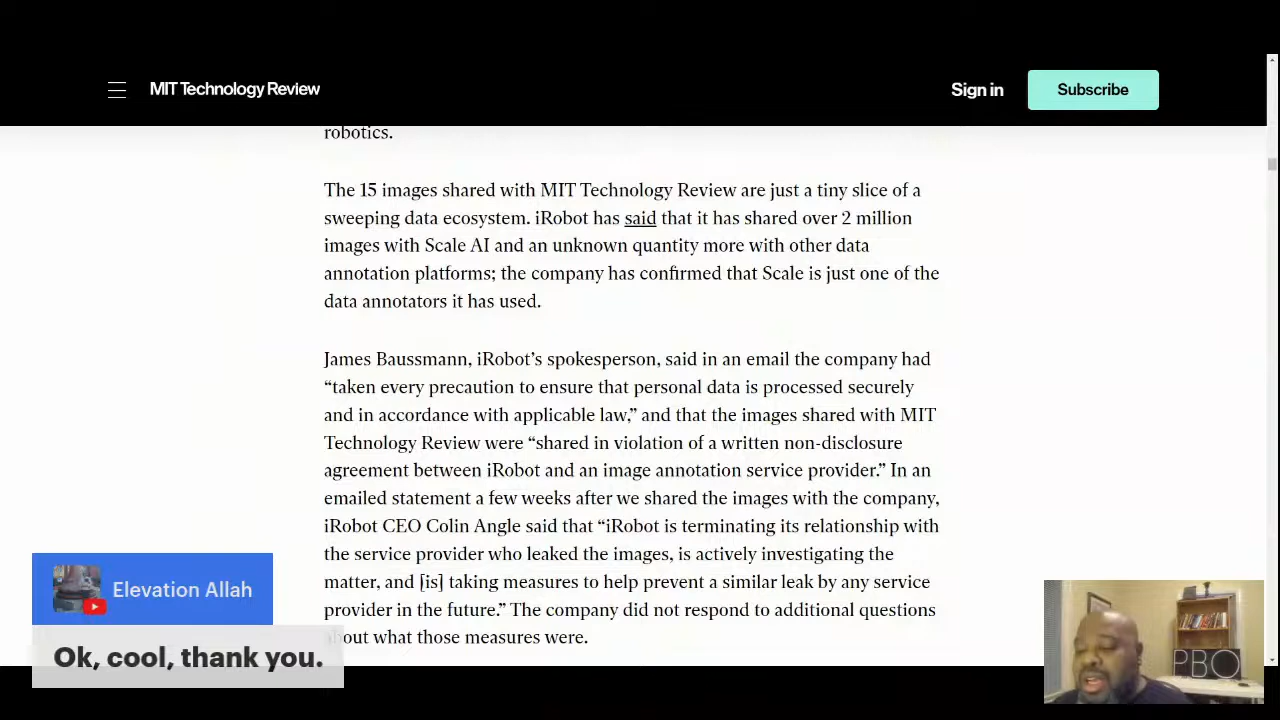 MIT Technology Review
Sign in
Subscribe
robotics.
The 15 images shared with MIT Technology Review are just a tiny slice of a
sweeping data ecosystem. iRobot has said that it has shared over 2 million
images with Scale AI and an unknown quantity more with other data
annotation platforms; the company has confirmed that Scale is just one of the
data annotators it has used.
James Baussmann, iRobot’s spokesperson, said in an email the company had
“taken every precaution to ensure that personal data is processed securely
and in accordance with applicable law,” and that the images shared with MIT
Technology Review were “shared in violation of a written non-disclosure
agreement between iRobot and an image annotation service provider.” In an
emailed statement a few weeks after we shared the images with the company,
iRobot CEO Colin Angle said that “iRobot is terminating its relationship with
the service provider who leaked the images, is actively investigating the
matter, and [is] taking measures to help prevent a similar leak by any service
provider in the future.” The company did not respond to additional questions
about what those measures were.
Elevation Allah
Ok, cool, thank you.
PBO